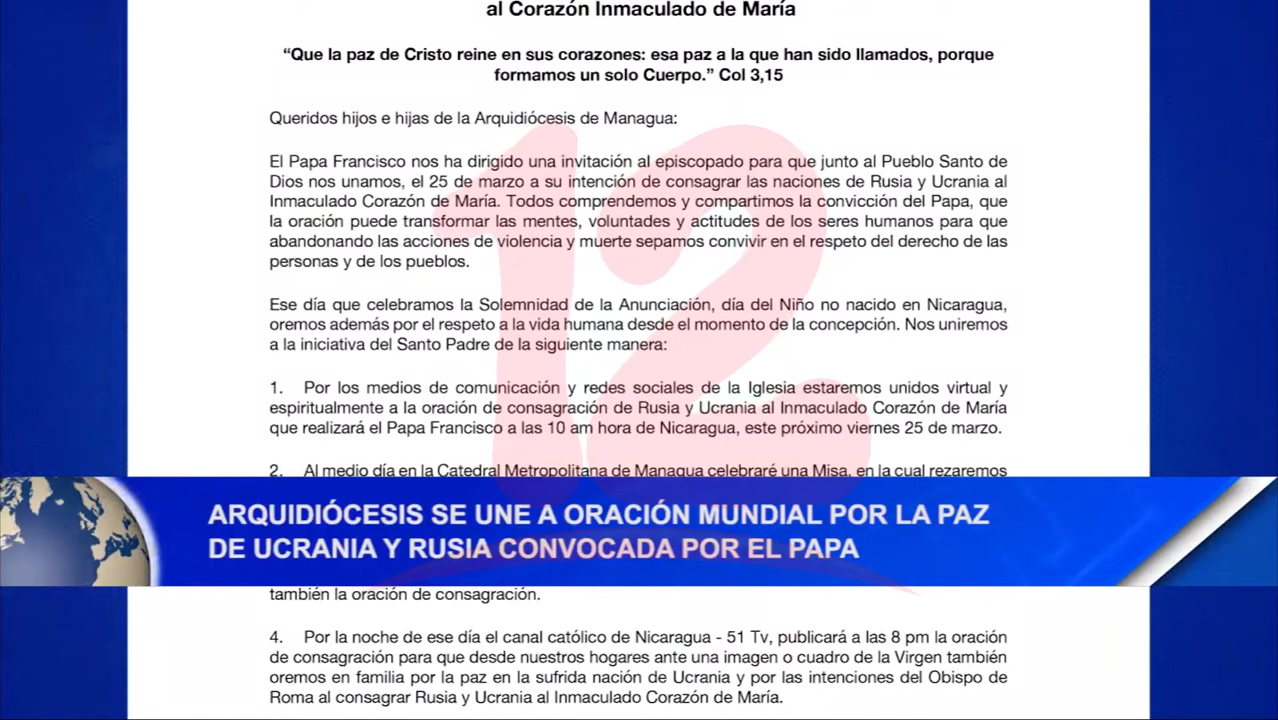 al Corazón Inmaculado de María
“Que la paz de Cristo reine en sus corazones: esa paz a la que han sido llamados, porque
formamos un solo Cuerpo.” Col 3,15
Queridos hijos e hijas de la Arquidiócesis de Managua:
El Papa Francisco nos ha dirigido una invitación al episcopado para que junto al Pueblo Santo de
Dios nos unamos, el 25 de marzo a su intención de consagrar las naciones de Rusia y Ucrania al
Inmaculado Corazón de María. Todos comprendemos y compartimos la convicción del Papa, que
la oración puede transformar las mentes, voluntades y actitudes de los seres humanos para que
abandonando las acciones de violencia y muerte sepamos convivir en el respeto del derecho de las
personas y de los pueblos.
Ese día que celebramos la Solemnidad de la Anunciación, día del Niño no nacido en Nicaragua,
oremos además por el respeto a la vida humana desde el momento de la concepción. Nos uniremos
a la iniciativa del Santo Padre de la siguiente manera:
1. Por los medios de comunicación y redes sociales de la Iglesia estaremos unidos virtual y
espiritualmente a la oración de consagración de Rusia y Ucrania al Inmaculado Corazón de María
que realizará el Papa Francisco a las 10 am hora de Nicaragua, este próximo viernes 25 de marzo.
2. Al medio día en la Catedral Metropolitana de Managua celebraré una Misa, en la cual rezaremos
ARQUIDIÓCESIS SE UNE A ORACIÓN MUNDIAL POR LA PAZ
DE UCRANIA Y RUSIA CONVOCADA POR EL PAPA
también la oración de consagración.
4. Por la noche de ese día el canal católico de Nicaragua - 51 Tv, publicará a las 8 pm la oración
de consagración para que desde nuestros hogares ante una imagen o cuadro de la Virgen también
oremos en familia por la paz en la sufrida nación de Ucrania y por las intenciones del Obispo de
Roma al consagrar Rusia y Ucrania al Inmaculado Corazón de María.
12